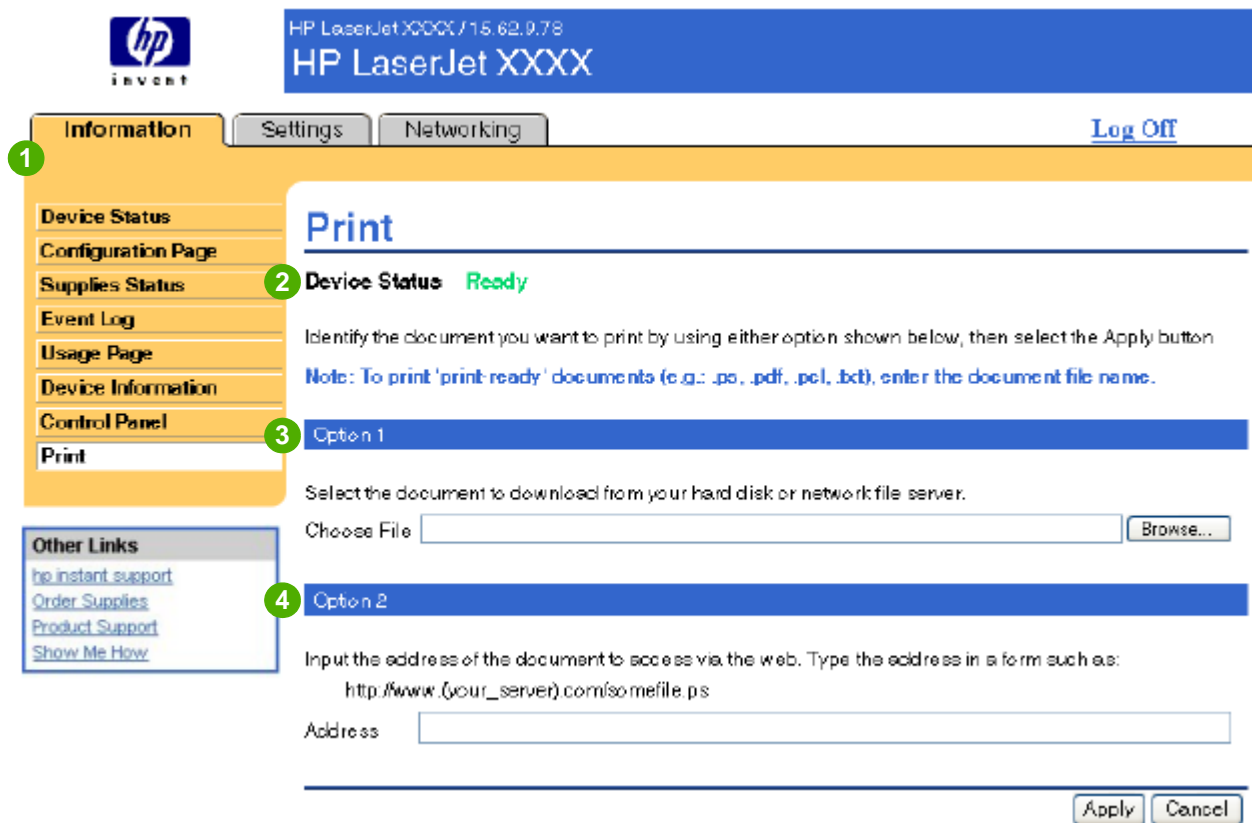 hp
invent
HP LaserJet XXXX / 15.62.9.78
HP LaserJet XXXX
Information
Settings
Networking
Log Off
1
Device Status
Configuration Page
Supplies Status
Event Log
Usage Page
Device Information
Control Panel
Print
Other Links
hp instant support
Order Supplies
Product Support
Show Me How
Print
2
Device Status Ready
Identify the document you want to print by using either option shown below, then select the Apply button
Note: To print 'print-ready' documents (e.g.: .ps, .pdf, .pcl, .txt), enter the document file name.
3
Option 1
Select the document to download from your hard disk or network file server.
Choose File Browse...
4
Option 2
Input the address of the document to access via the web. Type the address in a form such as:
http://www.(your_server).com/somefile.ps
Address
Apply Cancel